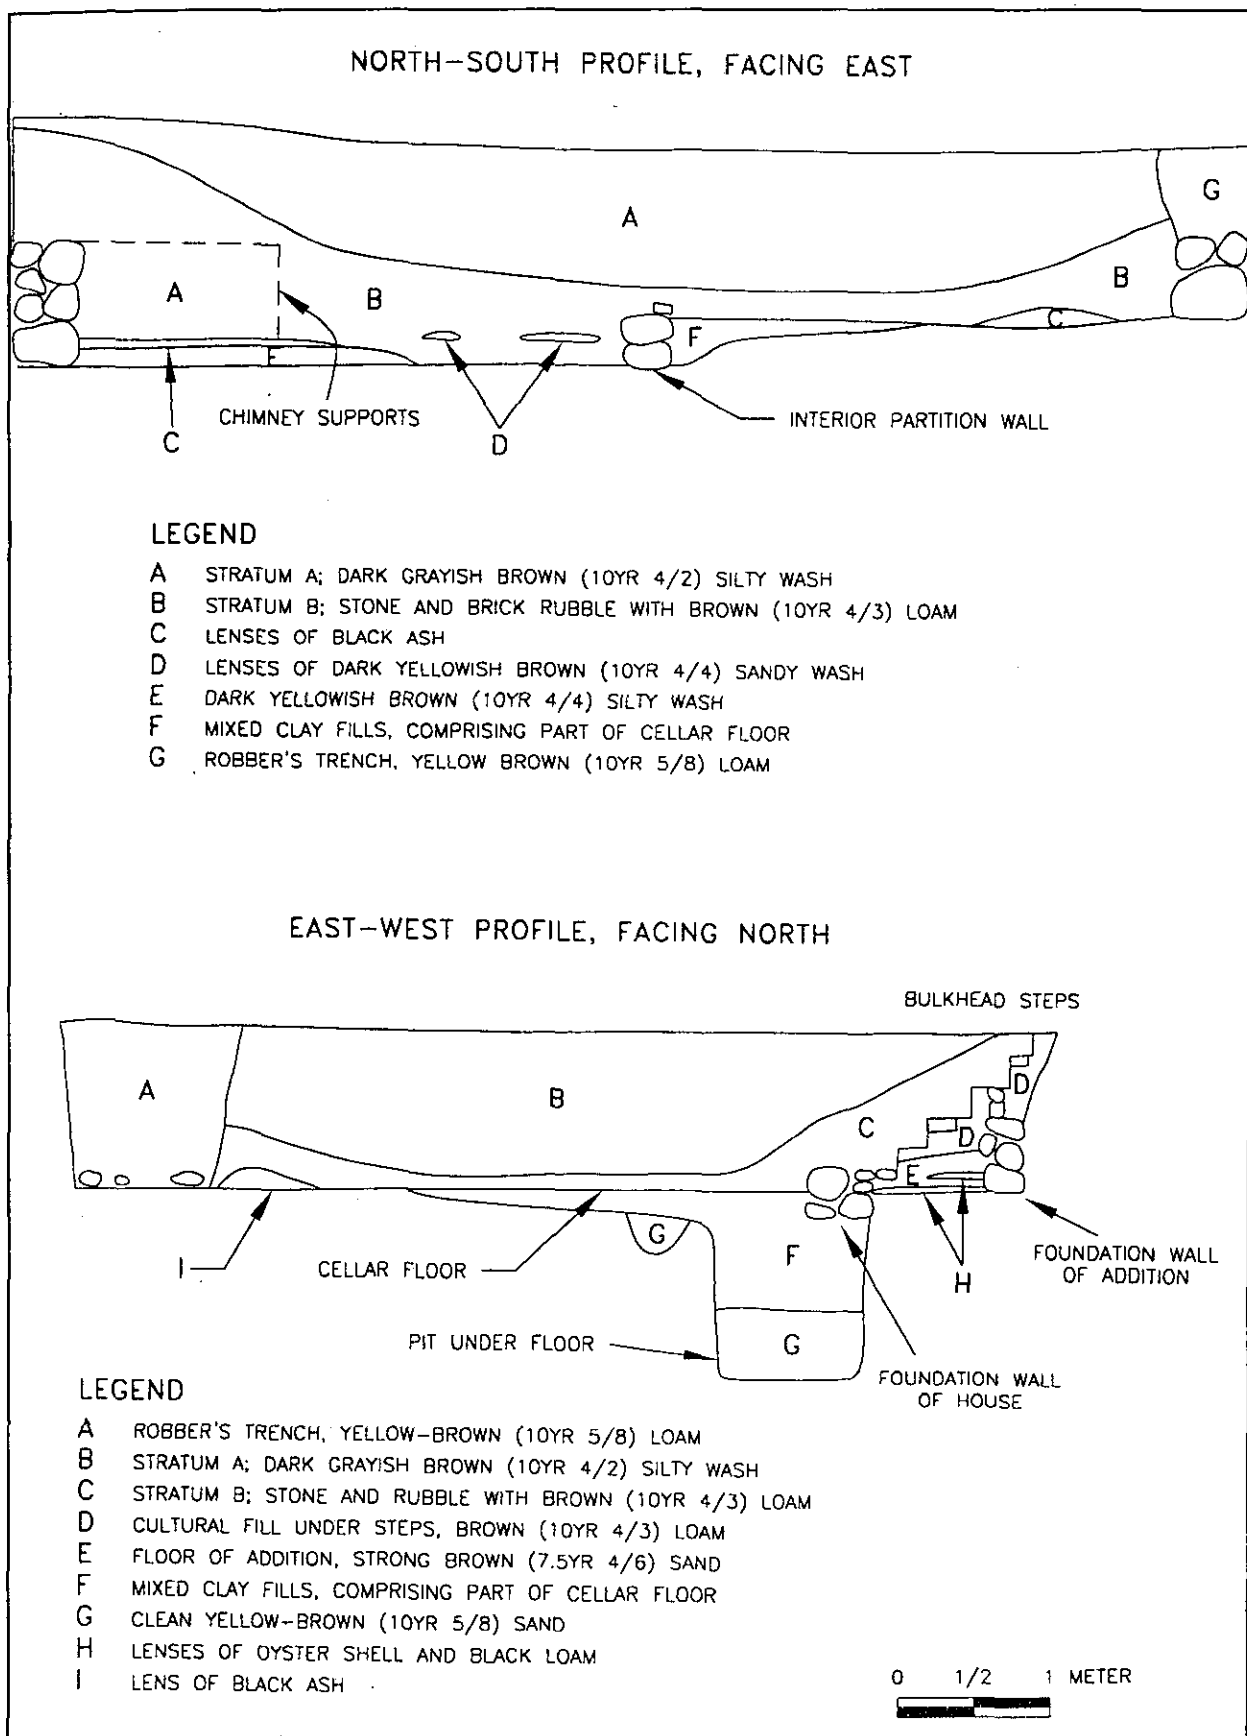 NORTH-SOUTH PROFILE, FACING EAST
G
A
A
B
B
C
F
E
CHIMNEY SUPPORTS
C
D
INTERIOR PARTITION WALL
LEGEND
A STRATUM A; DARK GRAYISH BROWN (10YR 4/2) SILTY WASH
B STRATUM B; STONE AND BRICK RUBBLE WITH BROWN (10YR 4/3) LOAM
C LENSES OF BLACK ASH
D LENSES OF DARK YELLOWISH BROWN (10YR 4/4) SANDY WASH
E DARK YELLOWISH BROWN (10YR 4/4) SILTY WASH
F MIXED CLAY FILLS, COMPRISING PART OF CELLAR FLOOR
G ROBBER'S TRENCH, YELLOW BROWN (10YR 5/8) LOAM
EAST-WEST PROFILE, FACING NORTH
BULKHEAD STEPS
A
B
D
C
D
E
G
F
I
CELLAR FLOOR
H
FOUNDATION WALL
OF ADDITION
PIT UNDER FLOOR
G
FOUNDATION WALL
OF HOUSE
LEGEND
A ROBBER'S TRENCH, YELLOW-BROWN (10YR 5/8) LOAM
B STRATUM A; DARK GRAYISH BROWN (10YR 4/2) SILTY WASH
C STRATUM B; STONE AND RUBBLE WITH BROWN (10YR 4/3) LOAM
D CULTURAL FILL UNDER STEPS, BROWN (10YR 4/3) LOAM
E FLOOR OF ADDITION, STRONG BROWN (7.5YR 4/6) SAND
F MIXED CLAY FILLS, COMPRISING PART OF CELLAR FLOOR
G CLEAN YELLOW-BROWN (10YR 5/8) SAND
H LENSES OF OYSTER SHELL AND BLACK LOAM
I LENS OF BLACK ASH
0 1/2 1 METER